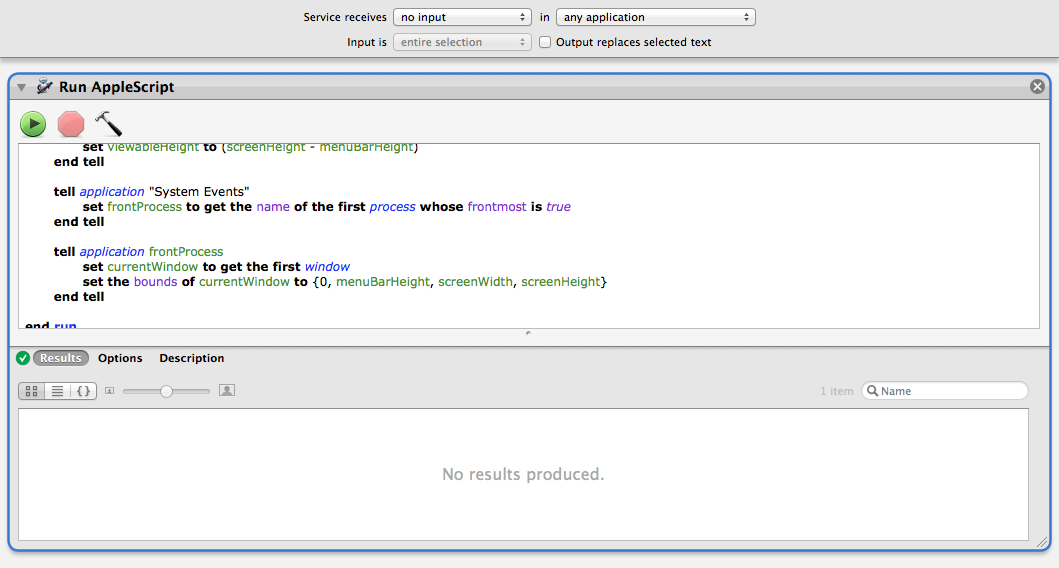 Service receives no input in any application
Input is entire selection Output replaces selected text
Run AppleScript
set viewableHeight to (screenHeight - menuBarHeight)
end tell
tell application "System Events"
set frontProcess to get the name of the first process whose frontmost is true
end tell
tell application frontProcess
set currentWindow to get the first window
set the bounds of currentWindow to {0, menuBarHeight, screenWidth, screenHeight}
end tell
end run
Results Options Description
1 item Name
No results produced.